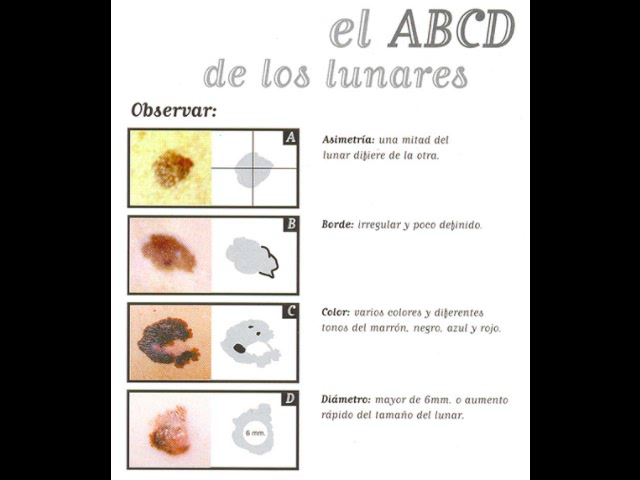 el ABCD
de los lunares
Observar:
A
Asimetría: una mitad del
lunar difiere de la otra.
B
Borde: irregular y poco definido.
C
Color: varios colores y diferentes
tonos del marrón, negro, azul y rojo.
D
6 mm.
Diámetro: mayor de 6mm. o aumento
rápido del tamaño del lunar.